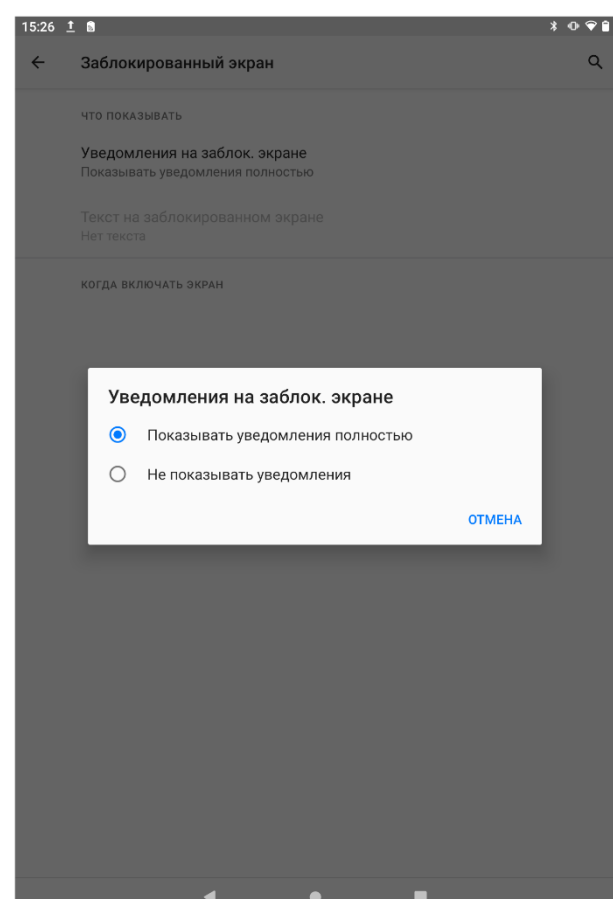 15:26
Заблокированный экран
ЧТО ПОКАЗЫВАТЬ
Уведомления на заблок. экране
Показывать уведомления полностью
Текст на заблокированном экране
Нет текста
КОГДА ВКЛЮЧАТЬ ЭКРАН
Уведомления на заблок. экране
Показывать уведомления полностью
Не показывать уведомления
ОТМЕНА